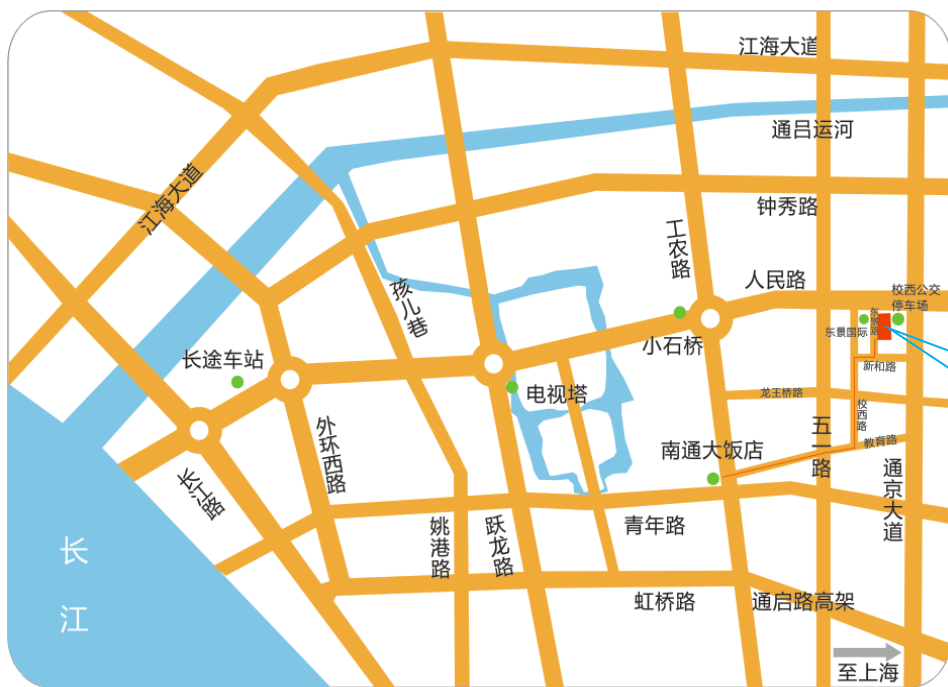 江海大道
通吕运河
江海大道
钟秀路
工农路
人民路
孩儿巷
校西公交
停车场
东景路
东景国际
小石桥
长途车站
新和路
电视塔
龙王桥路
校西路
外环西路
五一路
教育路
南通大饭店
长江路
通京大道
姚港路
跃龙路
青年路
长江
虹桥路
通启路高架
至上海